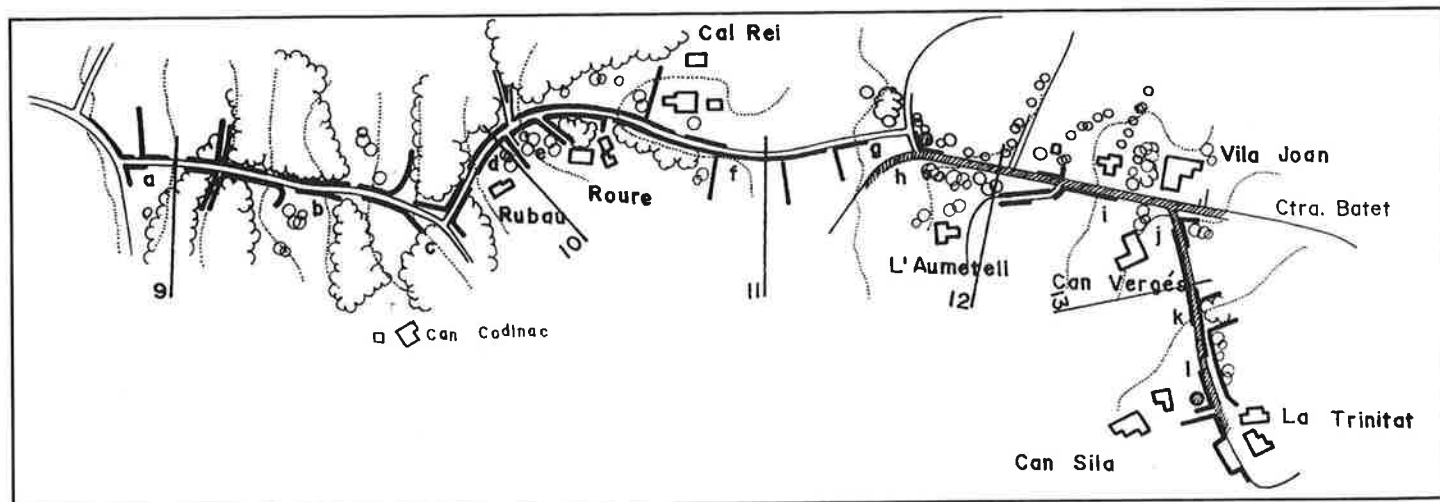 Cal Rei
a
b
c
d
e
Rubau
Roure
f
g
h
i
j
k
l
Vila Joan
Ctra. Batet
L'Aumetell
Can Vergés
9
10
11
12
13
Can Codinac
Can Sila
La Trinitat